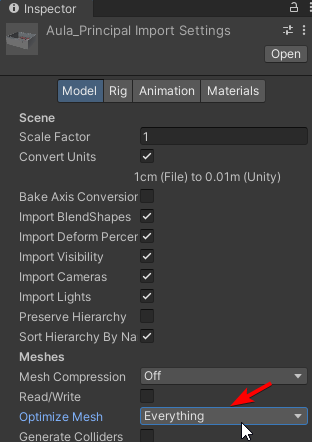 Inspector
Aula_Principal Import Settings
Open
Model Rig Animation Materials
Scene
Scale Factor 1
Convert Units
1cm (File) to 0.01m (Unity)
Bake Axis Conversion
Import BlendShapes
Import Deform Percen
Import Visibility
Import Cameras
Import Lights
Preserve Hierarchy
Sort Hierarchy By Na
Meshes
Mesh Compression Off
Read/Write
Optimize Mesh Everything
Generate Colliders